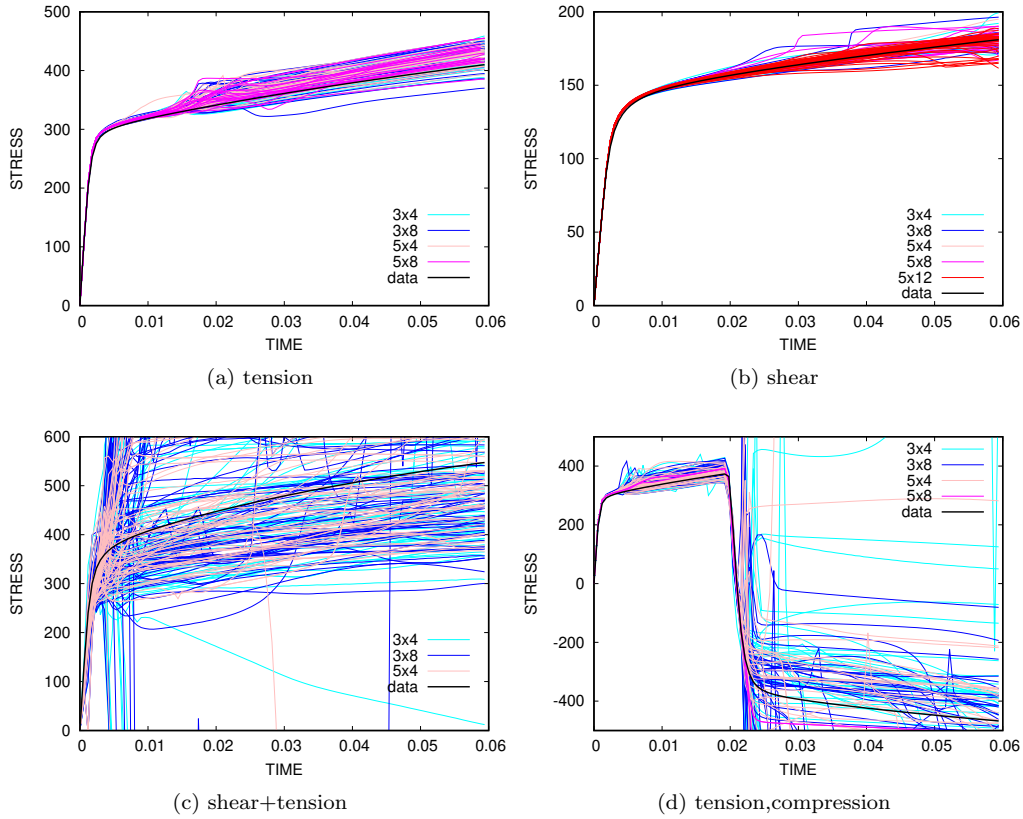 500
400
300
200
100
0
STRESS
3x4
3x8
5x4
5x8
data
0 0.01 0.02 0.03 0.04 0.05 0.06
TIME
(a) tension
200
150
100
50
0
STRESS
3x4
3x8
5x4
5x8
5x12
data
0 0.01 0.02 0.03 0.04 0.05 0.06
TIME
(b) shear
600
500
400
300
200
100
0
STRESS
3x4
3x8
5x4
data
0 0.01 0.02 0.03 0.04 0.05 0.06
TIME
(c) shear+tension
400
200
0
-200
-400
STRESS
3x4
3x8
5x4
5x8
data
0 0.01 0.02 0.03 0.04 0.05 0.06
TIME
(d) tension,compression